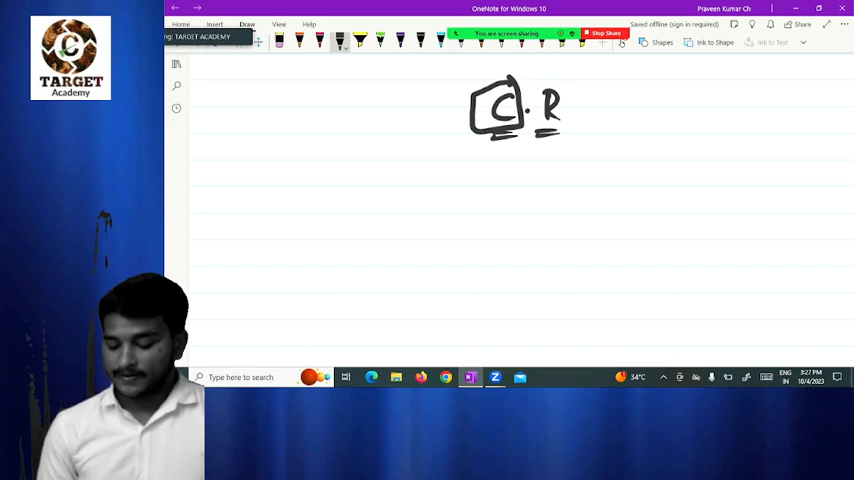 OneNote for Windows 10
Praveen Kumar Ch
Home Insert Draw View Help
Saved offline (sign in required)
Share
TARGET ACADEMY
You are screen sharing
Stop Share
Shapes
Ink to Shape
Ink to Text
C . R
TARGET
Academy
Type here to search
34°C
ENG
IN
3:27 PM
10/4/2023